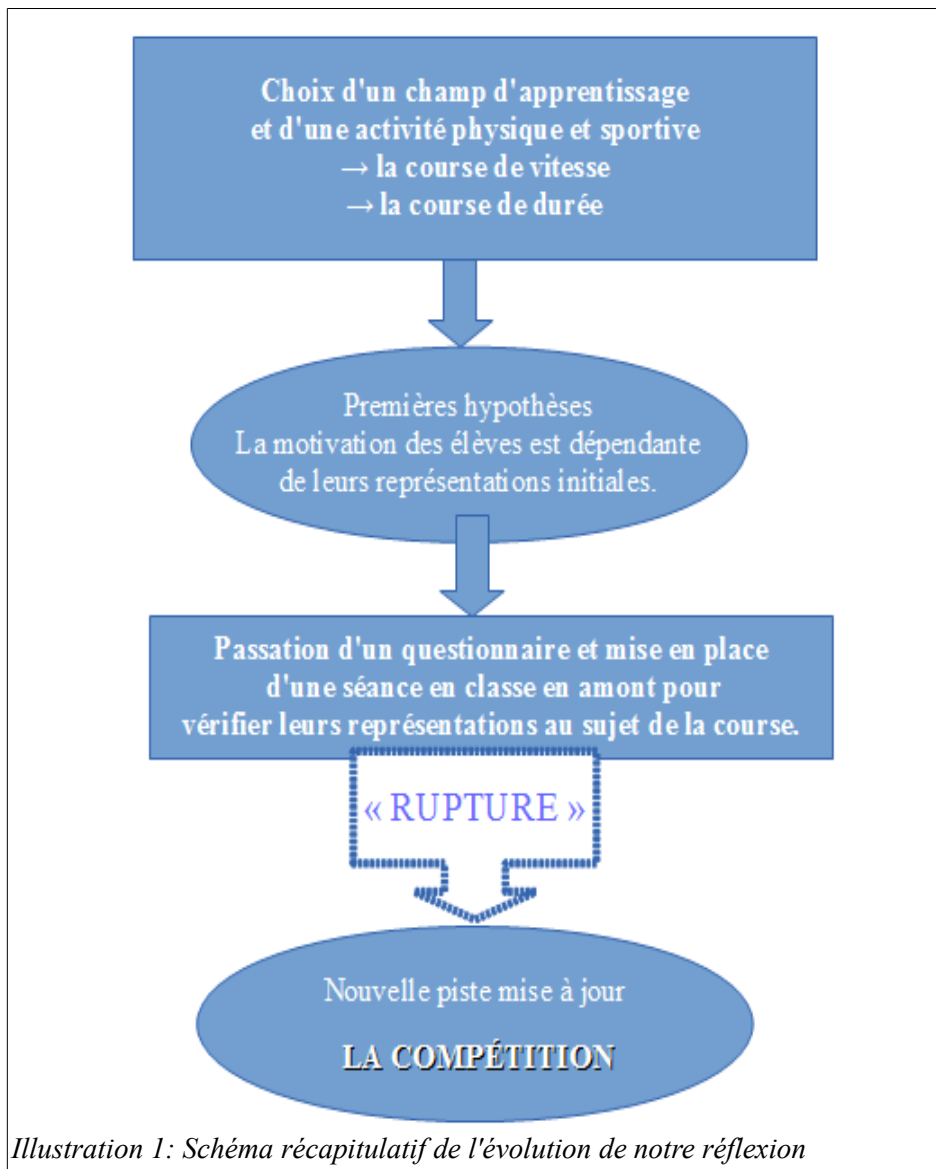 Choix d'un champ d'apprentissage
et d'une activité physique et sportive
→ la course de vitesse
→ la course de durée
Premières hypothèses
La motivation des élèves est dépendante
de leurs représentations initiales.
Passation d'un questionnaire et mise en place
d'une séance en classe en amont pour
vérifier leurs représentations au sujet de la course.
« RUPTURE »
Nouvelle piste mise à jour
LA COMPÉTITION
Illustration 1: Schéma récapitulatif de l'évolution de notre réflexion